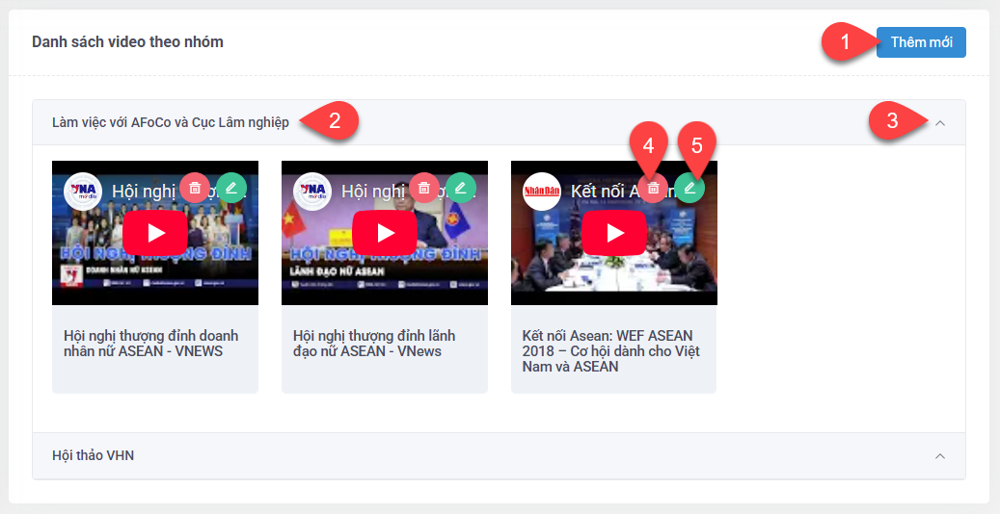 Danh sách video theo nhóm
1
Thêm mới
Làm việc với AFoCo và Cục Lâm nghiệp
2
3
4
5
VNA
media
Hội nghị
HỘI NGHỊ THƯỢNG ĐỈNH
DOANH NHÂN NỮ ASEAN
VNA
media
Hội nghị
HỘI NGHỊ THƯỢNG ĐỈNH
LÃNH ĐẠO NỮ ASEAN
Nhân Dân
Kết nối
Hội nghị thượng đỉnh doanh
nhân nữ ASEAN - VNEWS
Hội nghị thượng đỉnh lãnh
đạo nữ ASEAN - VNews
Kết nối Asean: WEF ASEAN
2018 – Cơ hội dành cho Việt
Nam và ASEAN
Hội thảo VHN